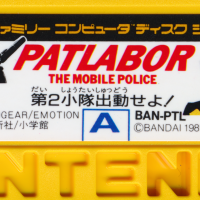 ファミリー コンピュータ ディスク シ
PATLABOR
THE MOBILE POLICE
だい しょうたいしゅつどう
第2小隊出動せよ!
GEAR/EMOTION
BAN-PTL
新社/小学館
A
©BANDAI 198
NINTEN